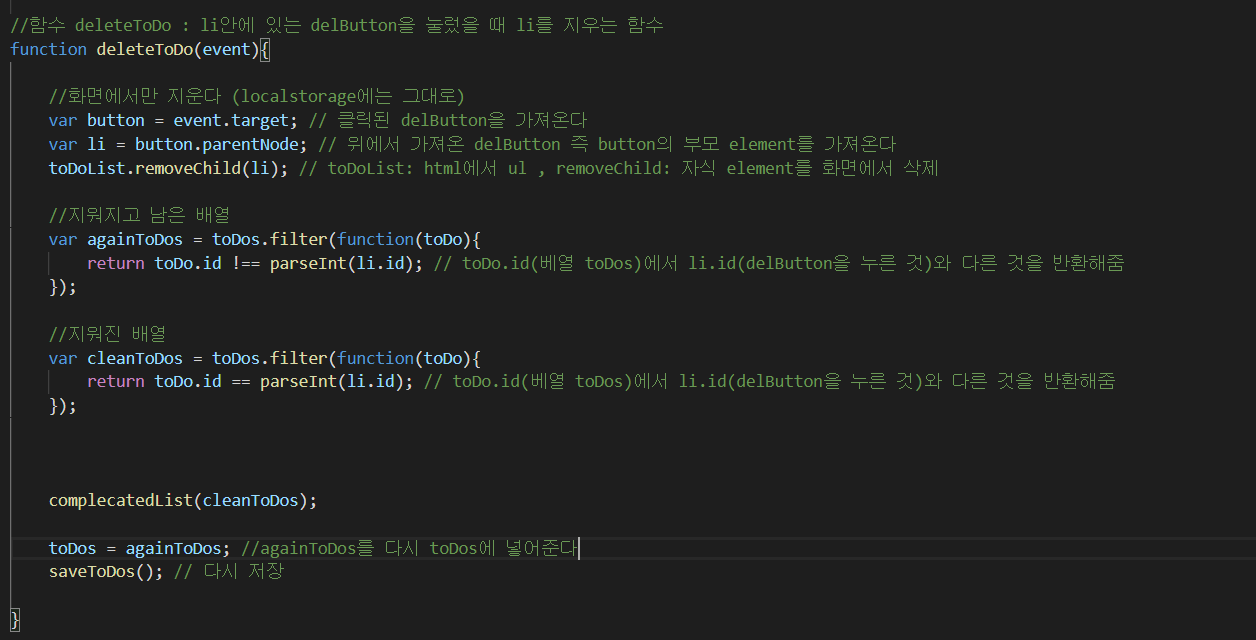 //함수 deleteToDo : li안에 있는 delButton을 눌렀을 때 li를 지우는 함수
function deleteToDo(event){
//화면에서만 지운다 (localstorage에는 그대로)
var button = event.target; // 클릭된 delButton을 가져온다
var li = button.parentNode; // 위에서 가져온 delButton 즉 button의 부모 element를 가져온다
toDoList.removeChild(li); // toDoList: html에서 ul , removeChild: 자식 element를 화면에서 삭제
//지워지고 남은 배열
var againToDos = toDos.filter(function(toDo){
return toDo.id !== parseInt(li.id); // toDo.id(베열 toDos)에서 li.id(delButton을 누른 것)와 다른 것을 반환해줌
});
//지워진 배열
var cleanToDos = toDos.filter(function(toDo){
return toDo.id == parseInt(li.id); // toDo.id(베열 toDos)에서 li.id(delButton을 누른 것)와 다른 것을 반환해줌
});
complecatedList(cleanToDos);
toDos = againToDos; //againToDos를 다시 toDos에 넣어준다
saveToDos(); // 다시 저장
}